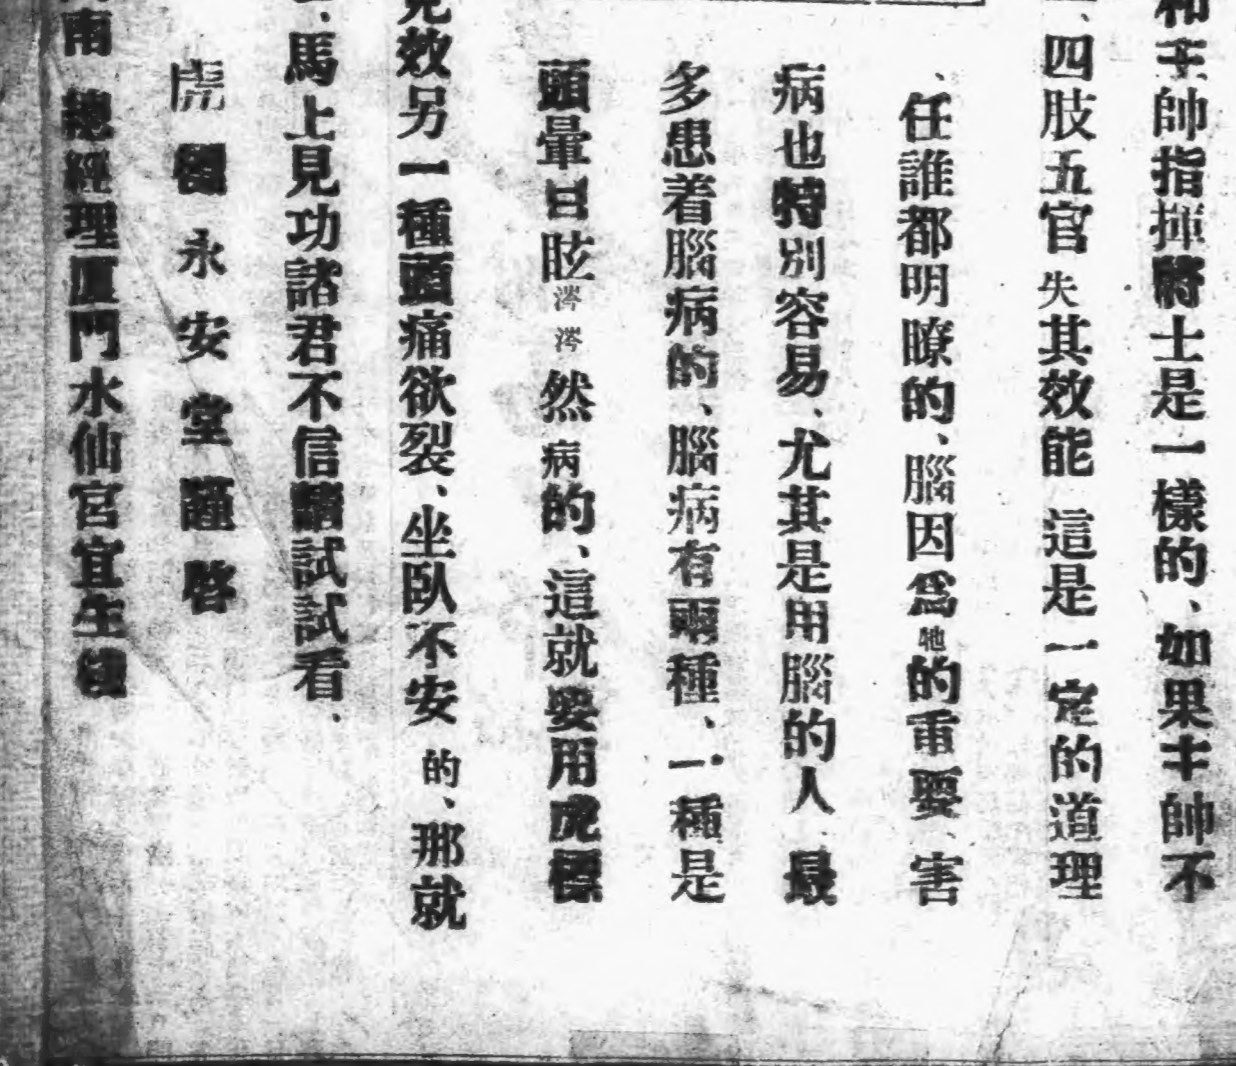 和主帥指揮將士是一樣的、如果主帥不
、四肢五官失其效能 這是一定的道理
、任誰都明瞭的、腦因爲牠的重要、害
病也特別容易、尤其是用腦的人、最
多患着腦病的、腦病有兩種、一種是
頭暈目眩涔涔然病的、這就要用虎標
見效另一種頭痛欲裂、坐臥不安的、那就
、馬上見功諸君不信請試試看、
虎標永安堂謹啓
南 總經理厦門水仙宮宜生